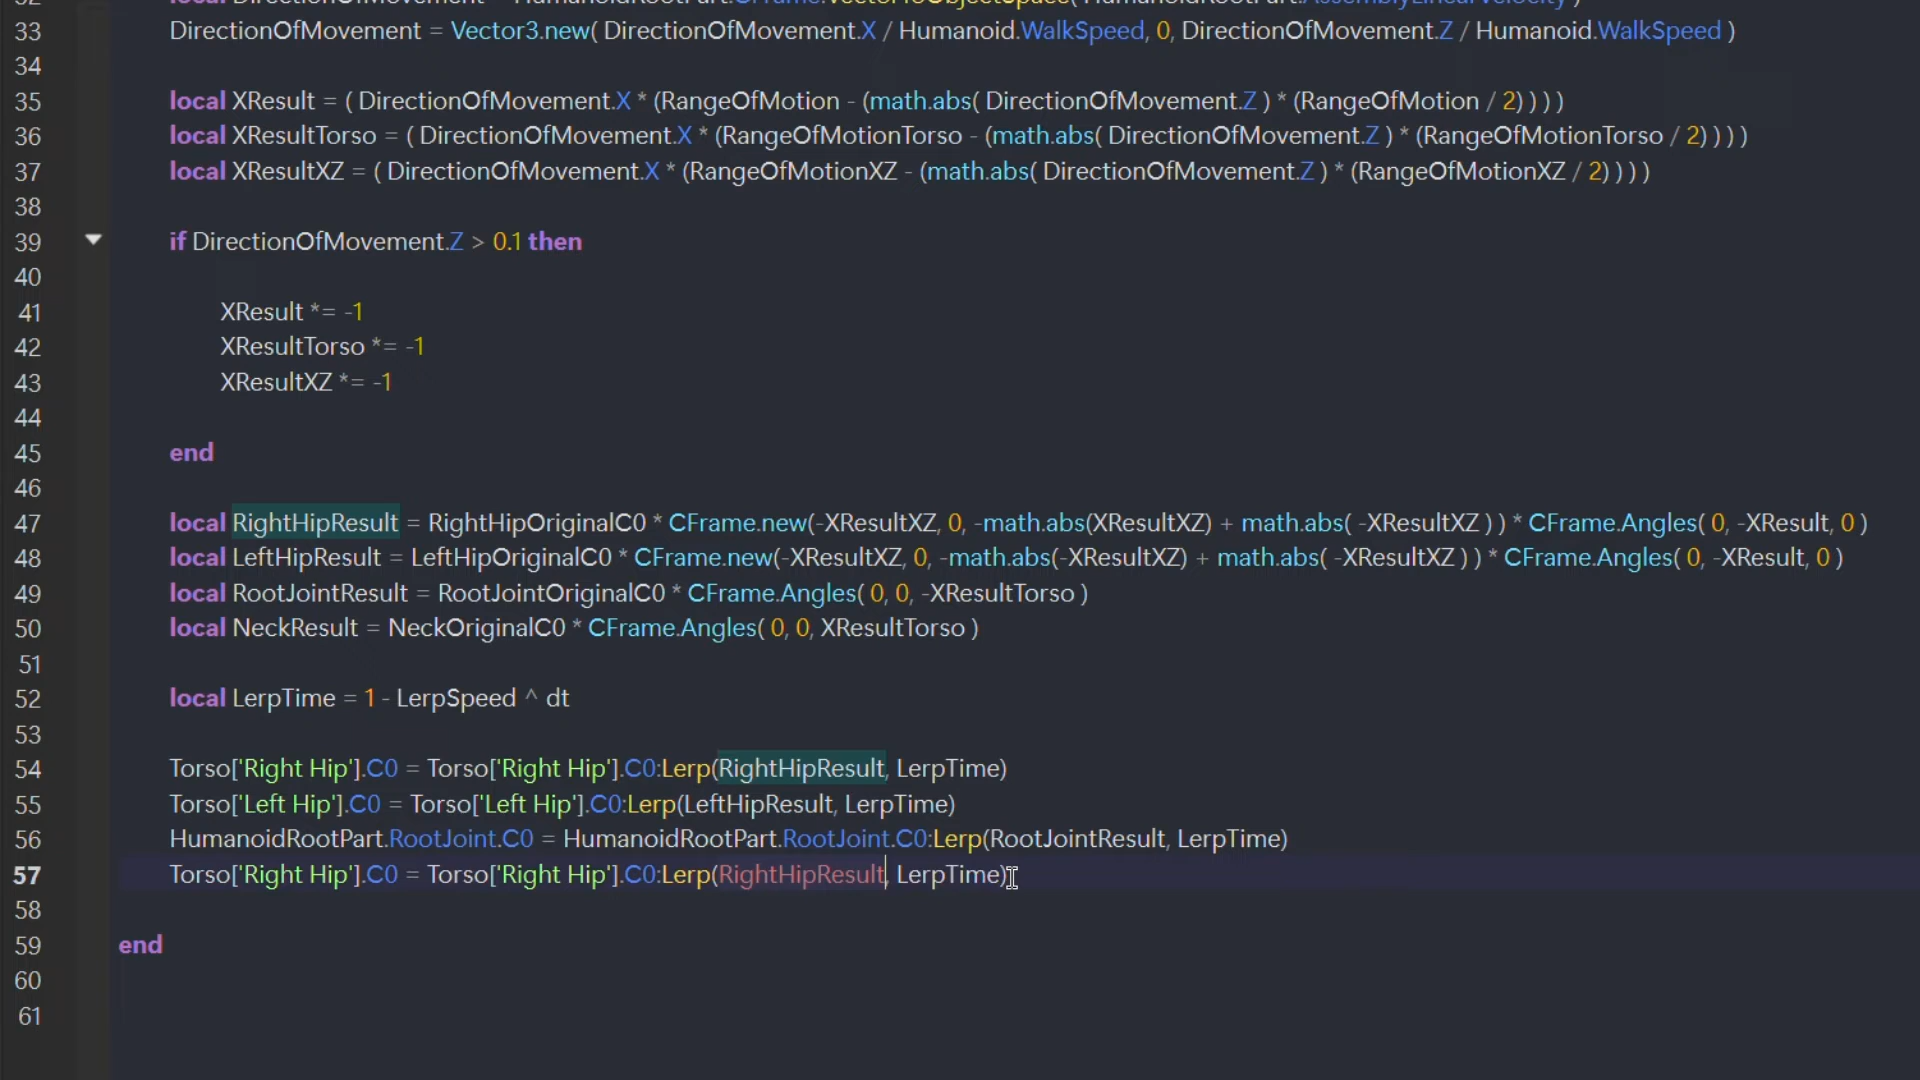 32 local DirectionOfMovement = HumanoidRootPart.CFrame:VectorToObjectSpace( HumanoidRootPart.AssemblyLinearVelocity )
33 DirectionOfMovement = Vector3.new( DirectionOfMovement.X / Humanoid.WalkSpeed, 0, DirectionOfMovement.Z / Humanoid.WalkSpeed )
34
35 local XResult = ( DirectionOfMovement.X * (RangeOfMotion - (math.abs( DirectionOfMovement.Z ) * (RangeOfMotion / 2) ) ) )
36 local XResultTorso = ( DirectionOfMovement.X * (RangeOfMotionTorso - (math.abs( DirectionOfMovement.Z ) * (RangeOfMotionTorso / 2) ) ) )
37 local XResultXZ = ( DirectionOfMovement.X * (RangeOfMotionXZ - (math.abs( DirectionOfMovement.Z ) * (RangeOfMotionXZ / 2) ) ) )
38
39 if DirectionOfMovement.Z > 0.1 then
40
41 XResult *= -1
42 XResultTorso *= -1
43 XResultXZ *= -1
44
45 end
46
47 local RightHipResult = RightHipOriginalC0 * CFrame.new(-XResultXZ, 0, -math.abs(XResultXZ) + math.abs( -XResultXZ ) ) * CFrame.Angles( 0, -XResult, 0 )
48 local LeftHipResult = LeftHipOriginalC0 * CFrame.new(-XResultXZ, 0, -math.abs(-XResultXZ) + math.abs( -XResultXZ ) ) * CFrame.Angles( 0, -XResult, 0 )
49 local RootJointResult = RootJointOriginalC0 * CFrame.Angles( 0, 0, -XResultTorso )
50 local NeckResult = NeckOriginalC0 * CFrame.Angles( 0, 0, XResultTorso )
51
52 local LerpTime = 1 - LerpSpeed ^ dt
53
54 Torso['Right Hip'].C0 = Torso['Right Hip'].C0:Lerp(RightHipResult, LerpTime)
55 Torso['Left Hip'].C0 = Torso['Left Hip'].C0:Lerp(LeftHipResult, LerpTime)
56 HumanoidRootPart.RootJoint.C0 = HumanoidRootPart.RootJoint.C0:Lerp(RootJointResult, LerpTime)
57 Torso['Right Hip'].C0 = Torso['Right Hip'].C0:Lerp(RightHipResult, LerpTime)
58
59 end
60
61